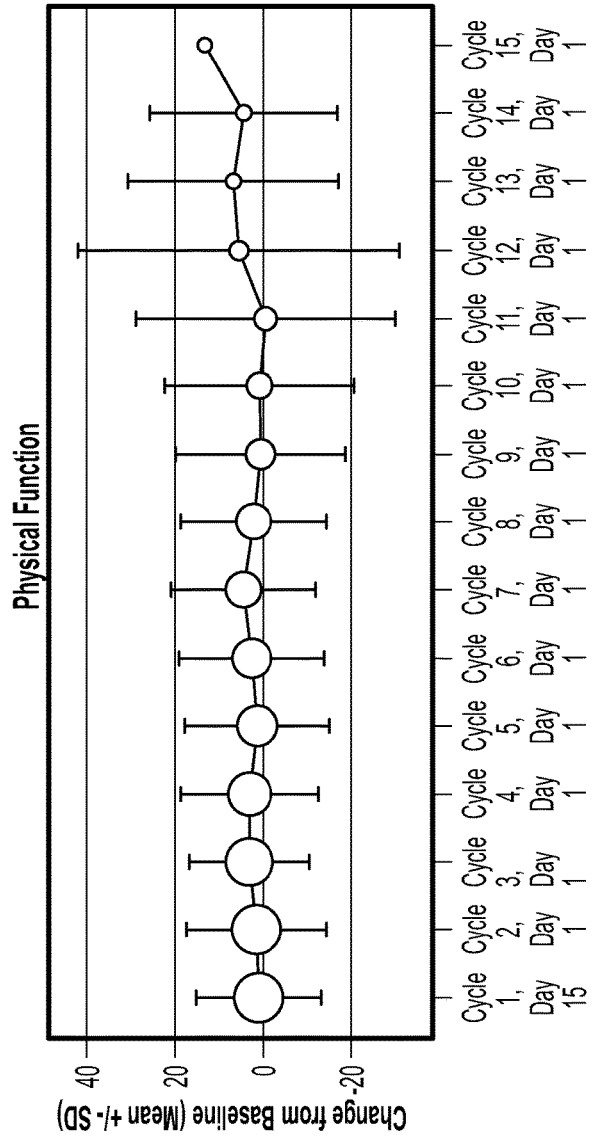 Physical Function
Change from Baseline (Mean +/- SD)
40
20
0
-20
Cycle 1, Day 15
Cycle 2, Day 1
Cycle 3, Day 1
Cycle 4, Day 1
Cycle 5, Day 1
Cycle 6, Day 1
Cycle 7, Day 1
Cycle 8, Day 1
Cycle 9, Day 1
Cycle 10, Day 1
Cycle 11, Day 1
Cycle 12, Day 1
Cycle 13, Day 1
Cycle 14, Day 1
Cycle 15, Day 1